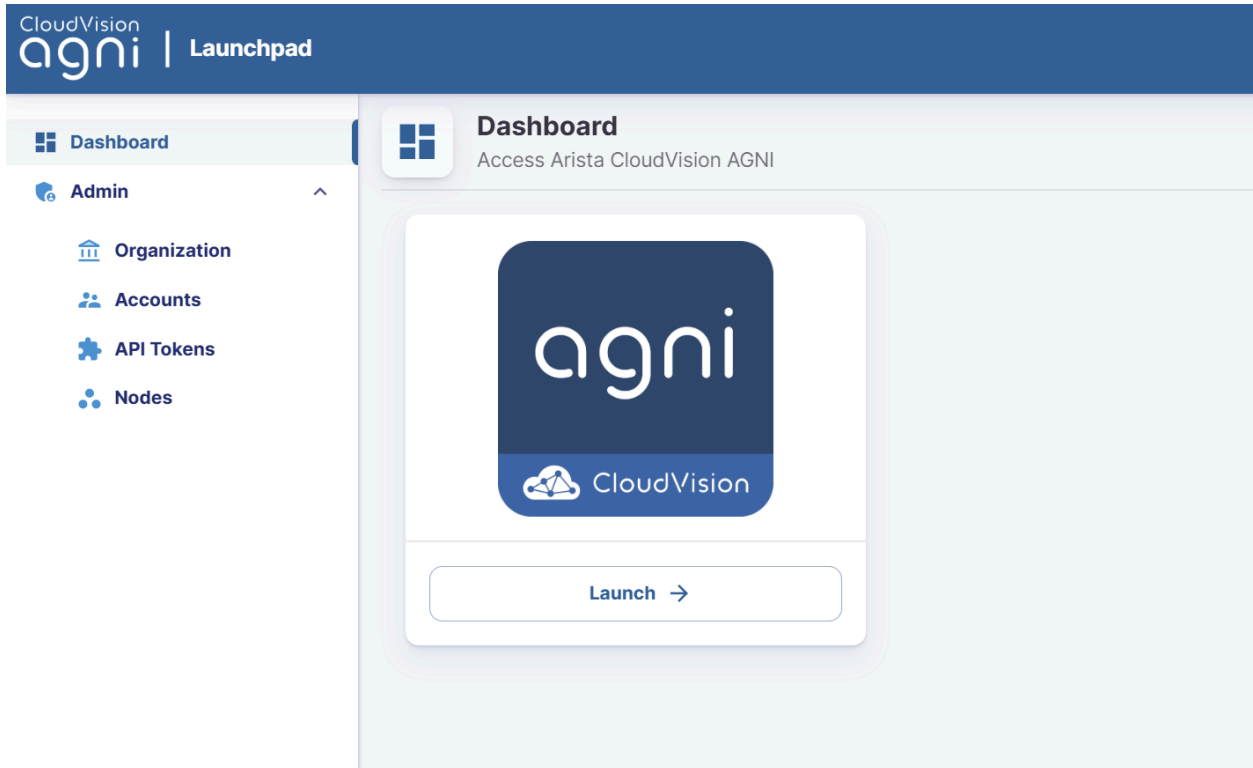 CloudVision
agni | Launchpad
Dashboard
Admin
Organization
Accounts
API Tokens
Nodes
Dashboard
Access Arista CloudVision AGNI
agni
CloudVision
Launch →